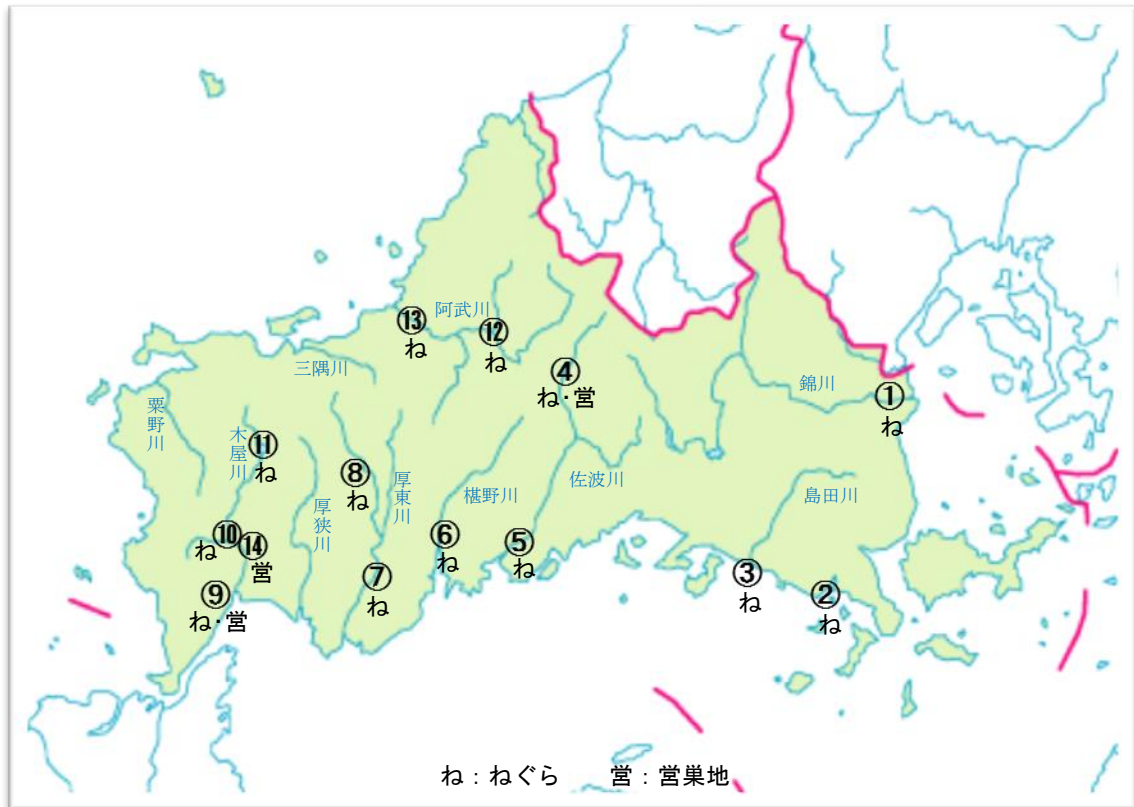 阿武川
⑬
ね
⑫
ね
三隅川
④
ね・営
錦川
①
ね
粟野川
木屋川
⑪
ね
⑧
ね
厚東川
厚狭川
椹野川
佐波川
島田川
⑩
ね
⑭
営
⑥
ね
⑤
ね
⑨
ね・営
⑦
ね
③
ね
②
ね
ね：ねぐら　　営：営巣地